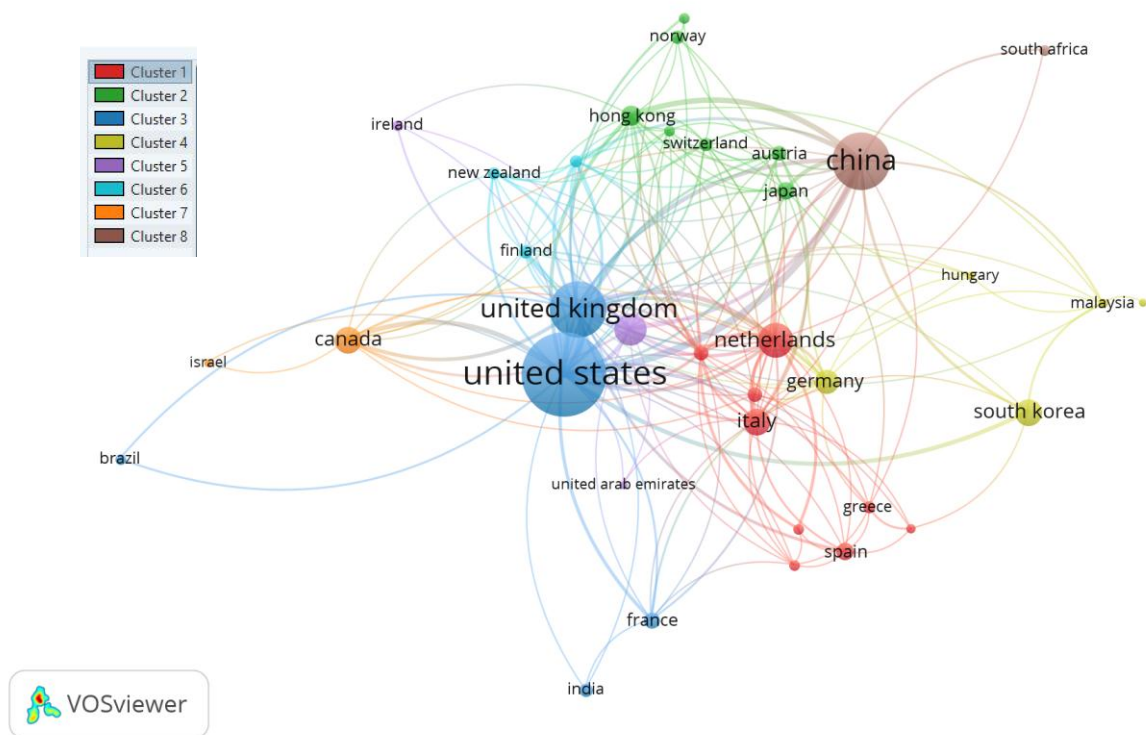 Cluster 1
Cluster 2
Cluster 3
Cluster 4
Cluster 5
Cluster 6
Cluster 7
Cluster 8
norway
south africa
hong kong
ireland
switzerland
austria
china
new zealand
japan
finland
hungary
malaysia
united kingdom
canada
netherlands
israel
united states
germany
italy
south korea
brazil
united arab emirates
greece
spain
france
india
VOSviewer